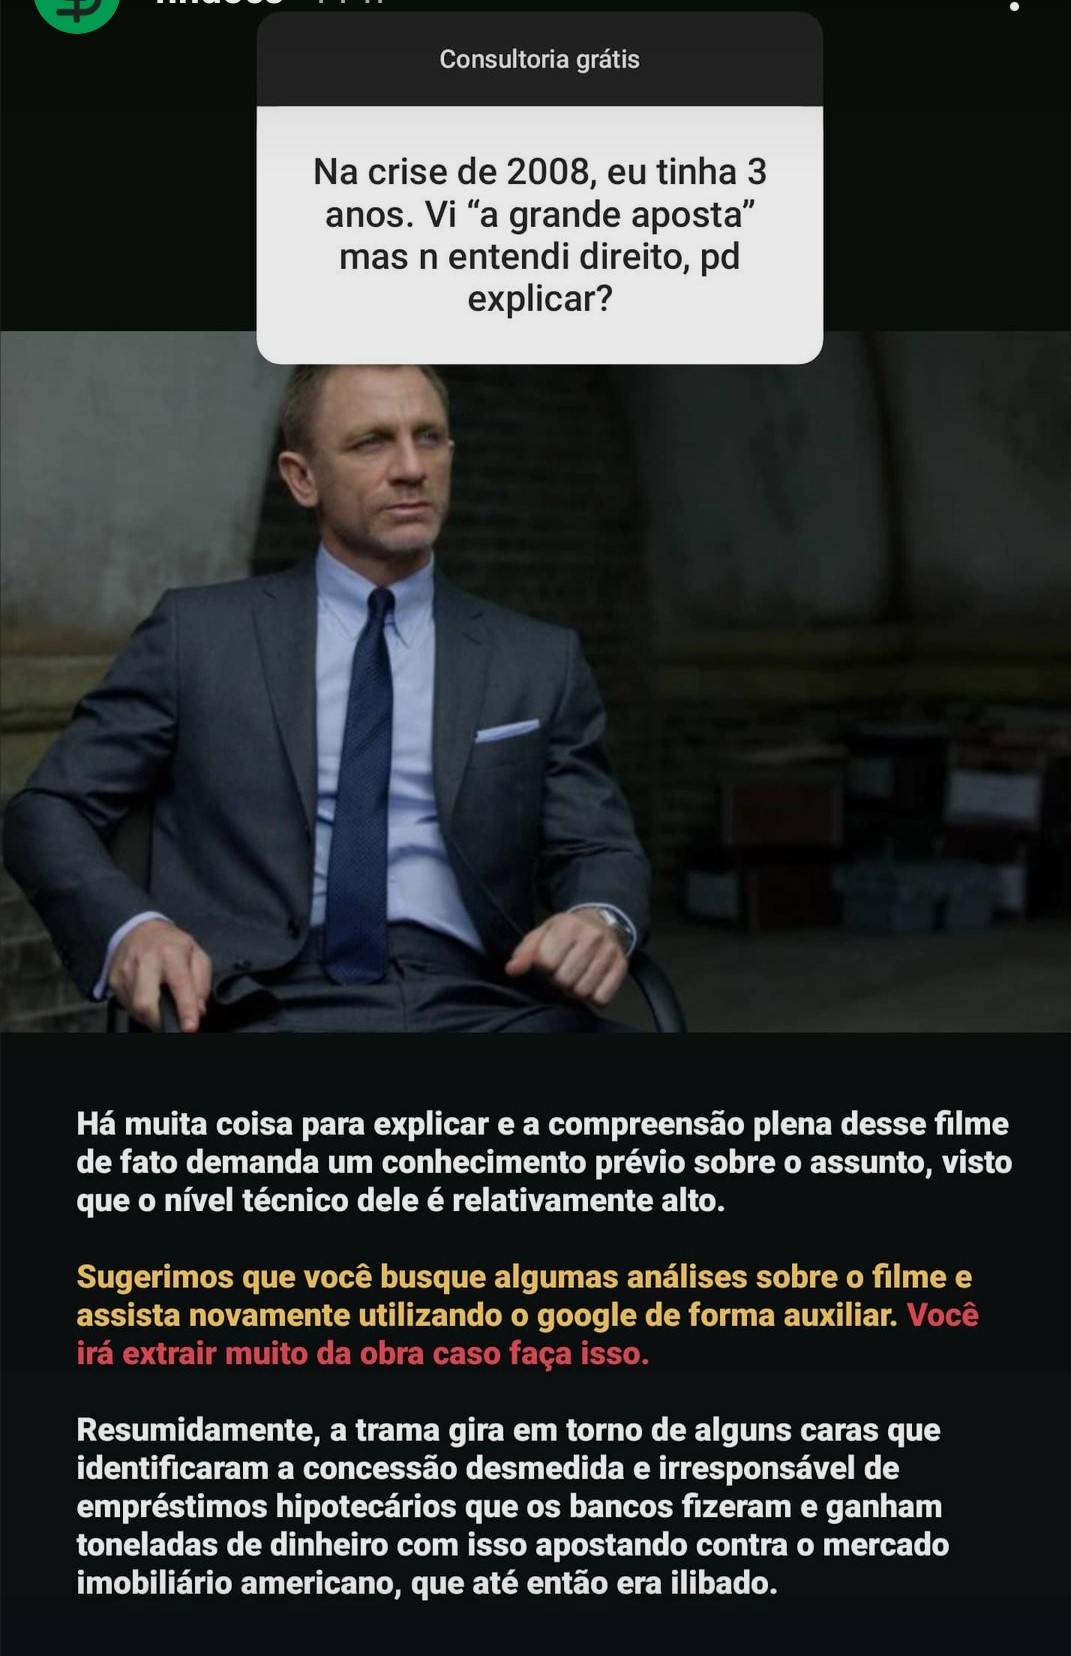 Consultoria grátis
Na crise de 2008, eu tinha 3
anos. Vi “a grande aposta”
mas n entendi direito, pd
explicar?
Há muita coisa para explicar e a compreensão plena desse filme
de fato demanda um conhecimento prévio sobre o assunto, visto
que o nível técnico dele é relativamente alto.
Sugerimos que você busque algumas análises sobre o filme e
assista novamente utilizando o google de forma auxiliar. Você
irá extrair muito da obra caso faça isso.
Resumidamente, a trama gira em torno de alguns caras que
identificaram a concessão desmedida e irresponsável de
empréstimos hipotecários que os bancos fizeram e ganham
toneladas de dinheiro com isso apostando contra o mercado
imobiliário americano, que até então era ilibado.